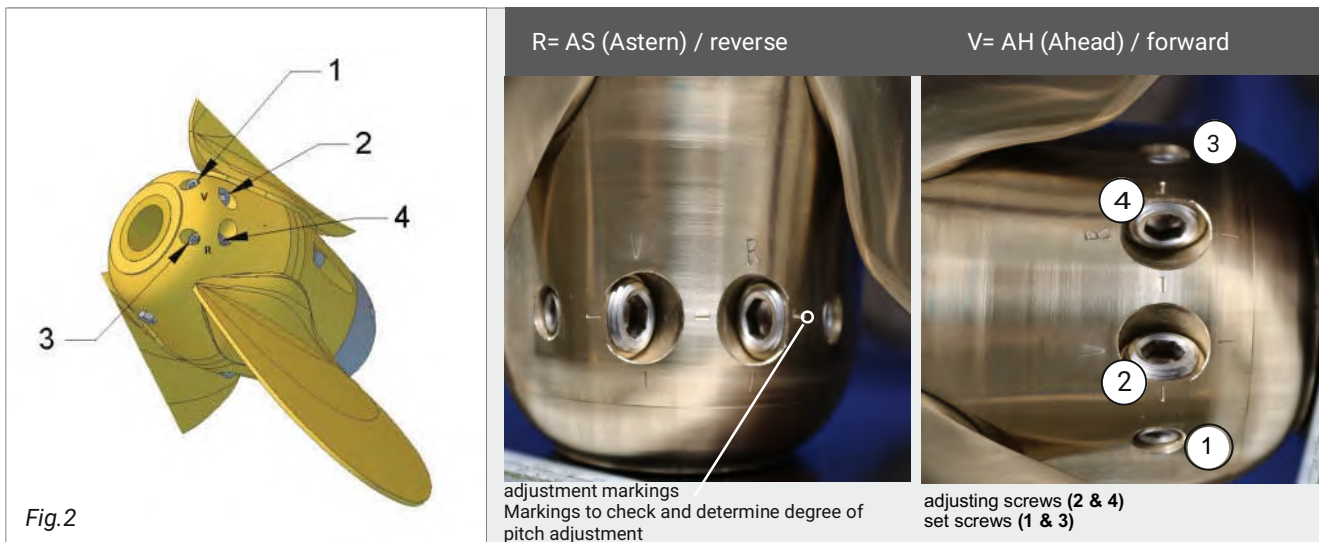 1
2
4
3
V
R
Fig.2
R= AS (Astern) / reverse
V R
adjustment markings
Markings to check and determine degree of
pitch adjustment
V= AH (Ahead) / forward
3
4
R
2
V
1
adjusting screws (2 & 4)
set screws (1 & 3)